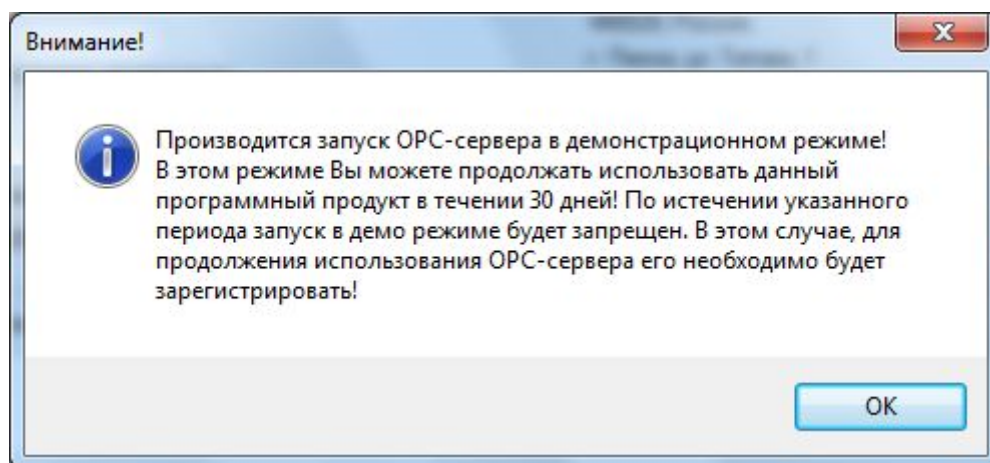 Внимание!
Производится запуск OPC-сервера в демонстрационном режиме!
В этом режиме Вы можете продолжать использовать данный
программный продукт в течении 30 дней! По истечении указанного
периода запуск в демо режиме будет запрещен. В этом случае, для
продолжения использования OPC-сервера его необходимо будет
зарегистрировать!
OK